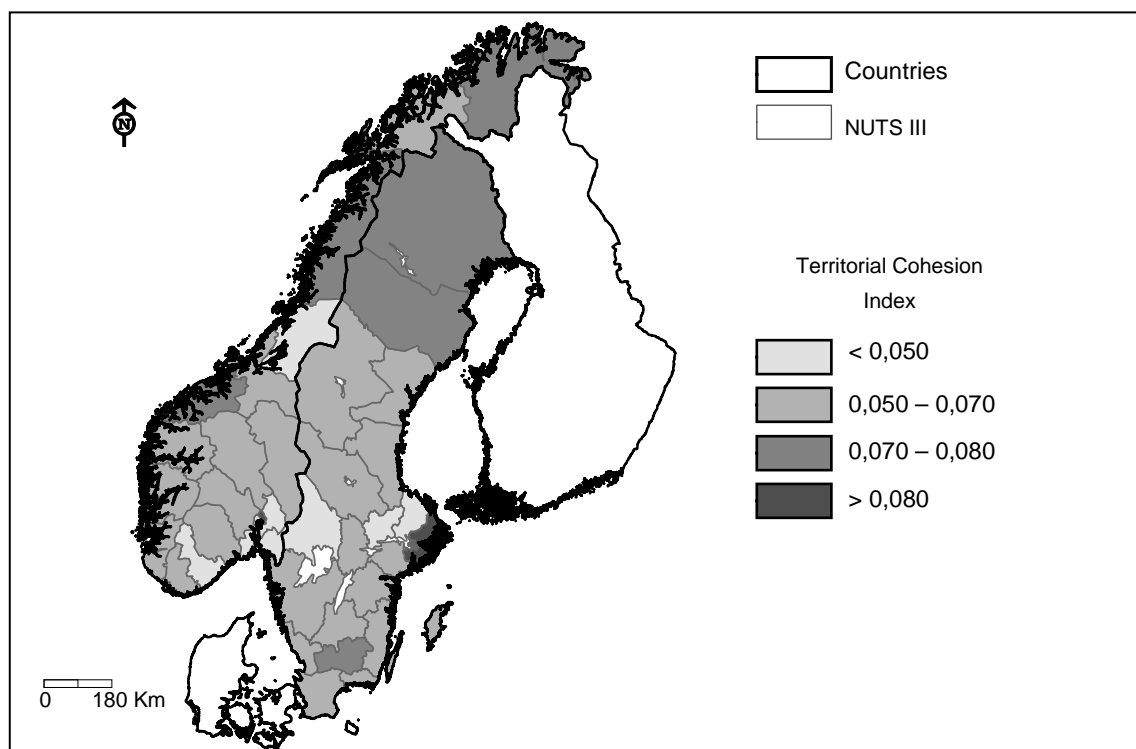 N
Countries
NUTS III
Territorial Cohesion
Index
< 0,050
0,050 – 0,070
0,070 – 0,080
> 0,080
0 180 Km